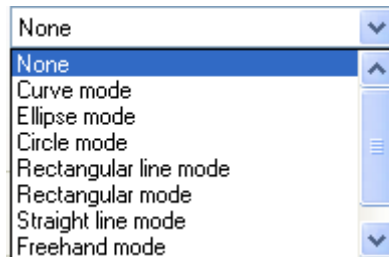 None
None
Curve mode
Ellipse mode
Circle mode
Rectangular line mode
Rectangular mode
Straight line mode
Freehand mode